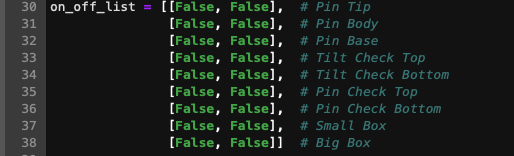 30 on_off_list = [[False, False],  # Pin Tip
31                [False, False],  # Pin Body
32                [False, False],  # Pin Base
33                [False, False],  # Tilt Check Top
34                [False, False],  # Tilt Check Bottom
35                [False, False],  # Pin Check Top
36                [False, False],  # Pin Check Bottom
37                [False, False],  # Small Box
38                [False, False]]  # Big Box